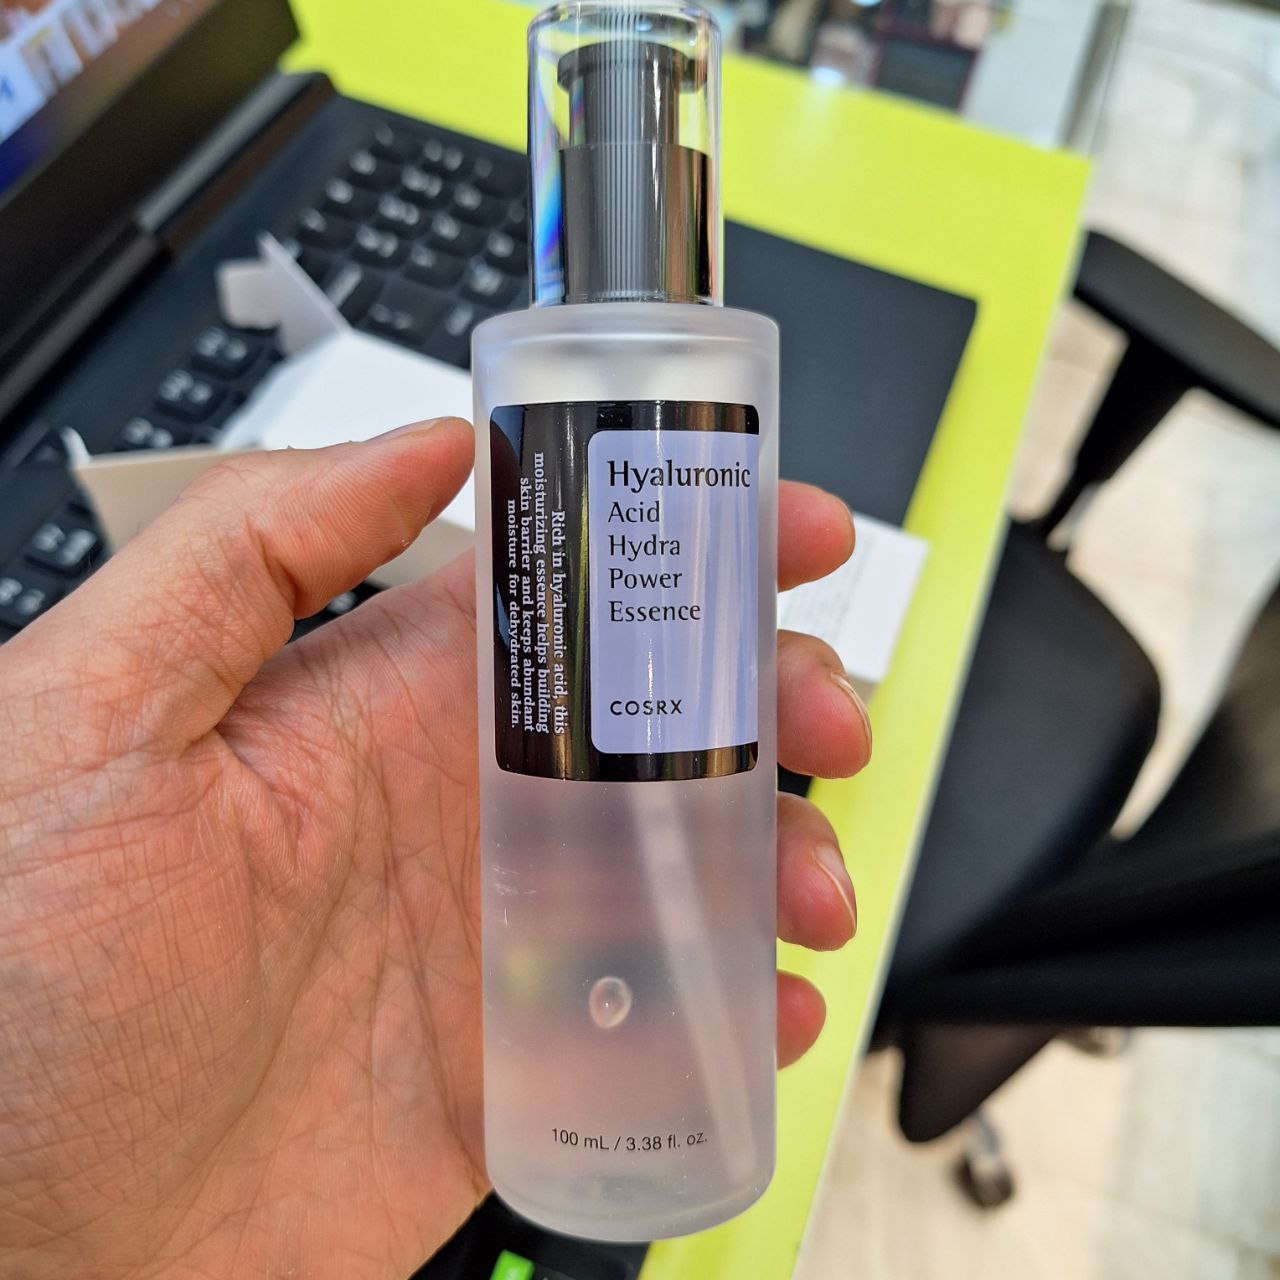 Hyaluronic
Acid
Hydra
Power
Essence
COSRX
Rich in hyaluronic acid, this
moisturizing essence helps building
skin barrier and keeps abundant
moisture for dehydrated skin.
100 mL / 3.38 fl. oz.